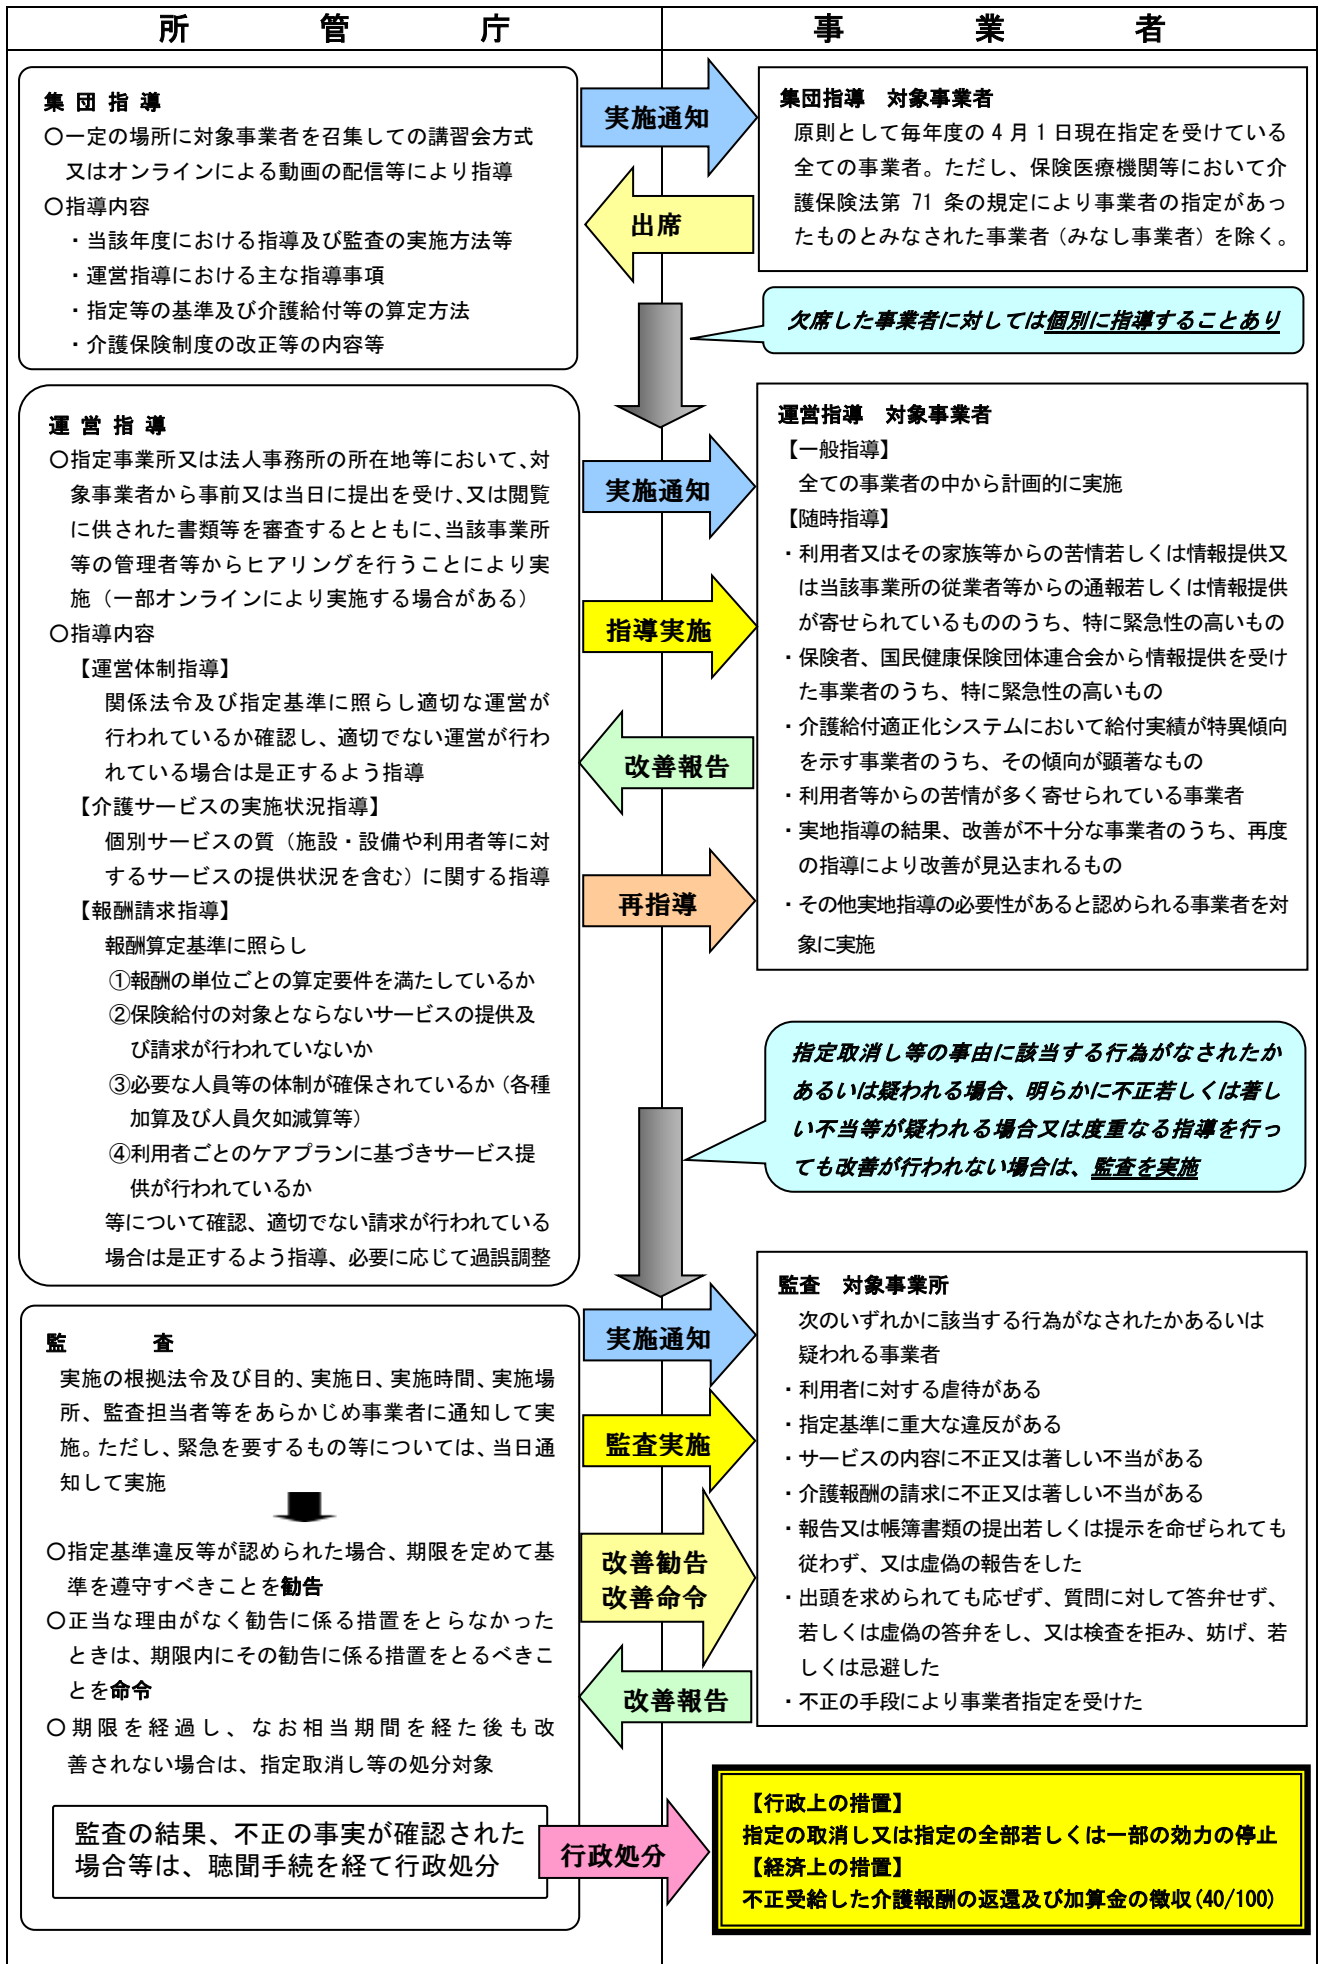 所管庁
事業者
集団指導
○一定の場所に対象事業者を召集しての講習会方式
又はオンラインによる動画の配信等により指導
○指導内容
・当該年度における指導及び監査の実施方法等
・運営指導における主な指導事項
・指定等の基準及び介護給付等の算定方法
・介護保険制度の改正等の内容等
実施通知
出席
集団指導　対象事業者
原則として毎年度の4月1日現在指定を受けている
全ての事業者。ただし、保険医療機関等において介
護保険法第 71 条の規定により事業者の指定があっ
たものとみなされた事業者（みなし事業者）を除く。
欠席した事業者に対しては個別に指導することあり
運営指導
○指定事業所又は法人事務所の所在地等において、対
象事業者から事前又は当日に提出を受け、又は閲覧
に供された書類等を審査するとともに、当該事業所
等の管理者等からヒアリングを行うことにより実
施（一部オンラインにより実施する場合がある）
○指導内容
【運営体制指導】
関係法令及び指定基準に照らし適切な運営が
行われているか確認し、適切でない運営が行わ
れている場合は是正するよう指導
【介護サービスの実施状況指導】
個別サービスの質（施設・設備や利用者等に対
するサービスの提供状況を含む）に関する指導
【報酬請求指導】
報酬算定基準に照らし
①報酬の単位ごとの算定要件を満たしているか
②保険給付の対象とならないサービスの提供及
び請求が行われていないか
③必要な人員等の体制が確保されているか（各種
加算及び人員欠如減算等）
④利用者ごとのケアプランに基づきサービス提
供が行われているか
等について確認、適切でない請求が行われている
場合は是正するよう指導、必要に応じて過誤調整
実施通知
指導実施
改善報告
再指導
運営指導　対象事業者
【一般指導】
全ての事業者の中から計画的に実施
【随時指導】
・利用者又はその家族等からの苦情若しくは情報提供又
は当該事業所の従業者等からの通報若しくは情報提供
が寄せられているもののうち、特に緊急性の高いもの
・保険者、国民健康保険団体連合会から情報提供を受け
た事業者のうち、特に緊急性の高いもの
・介護給付適正化システムにおいて給付実績が特異傾向
を示す事業者のうち、その傾向が顕著なもの
・利用者等からの苦情が多く寄せられている事業者
・実地指導の結果、改善が不十分な事業者のうち、再度
の指導により改善が見込まれるもの
・その他実地指導の必要性があると認められる事業者を対
象に実施
指定取消し等の事由に該当する行為がなされたか
あるいは疑われる場合、明らかに不正若しくは著し
い不当等が疑われる場合又は度重なる指導を行っ
ても改善が行われない場合は、監査を実施
監査
実施の根拠法令及び目的、実施日、実施時間、実施場
所、監査担当者等をあらかじめ事業者に通知して実
施。ただし、緊急を要するもの等については、当日通
知して実施
○指定基準違反等が認められた場合、期限を定めて基
準を遵守すべきことを勧告
○正当な理由がなく勧告に係る措置をとらなかった
ときは、期限内にその勧告に係る措置をとるべきこ
とを命令
○期限を経過し、なお相当期間を経た後も改
善されない場合は、指定取消し等の処分対象
監査の結果、不正の事実が確認された
場合等は、聴聞手続を経て行政処分
実施通知
監査実施
改善勧告
改善命令
改善報告
行政処分
監査　対象事業所
次のいずれかに該当する行為がなされたかあるいは
疑われる事業者
・利用者に対する虐待がある
・指定基準に重大な違反がある
・サービスの内容に不正又は著しい不当がある
・介護報酬の請求に不正又は著しい不当がある
・報告又は帳簿書類の提出若しくは提示を命ぜられても
従わず、又は虚偽の報告をした
・出頭を求められても応ぜず、質問に対して答弁せず、
若しくは虚偽の答弁をし、又は検査を拒み、妨げ、若
しくは忌避した
・不正の手段により事業者指定を受けた
【行政上の措置】
指定の取消し又は指定の全部若しくは一部の効力の停止
【経済上の措置】
不正受給した介護報酬の返還及び加算金の徴収(40/100)